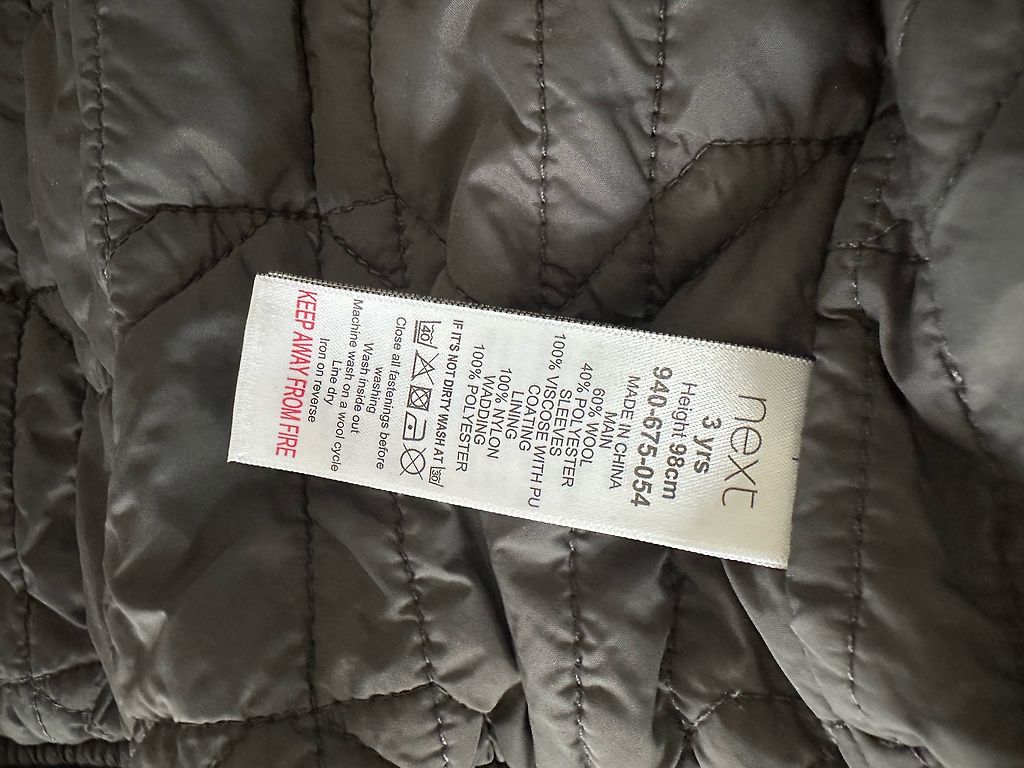 next
3 yrs
Height 98cm
940-675-054
MADE IN CHINA
MAIN
60% WOOL
40% POLYESTER
SLEEVES
100% VISCOSE WITH PU
COATING
LINING
100% NYLON
WADDING
100% POLYESTER
IF IT'S NOT DIRTY WASH AT 30
40
Close all fastenings before
washing
Wash inside out
Machine wash on a wool cycle
Line dry
Iron on reverse
KEEP AWAY FROM FIRE